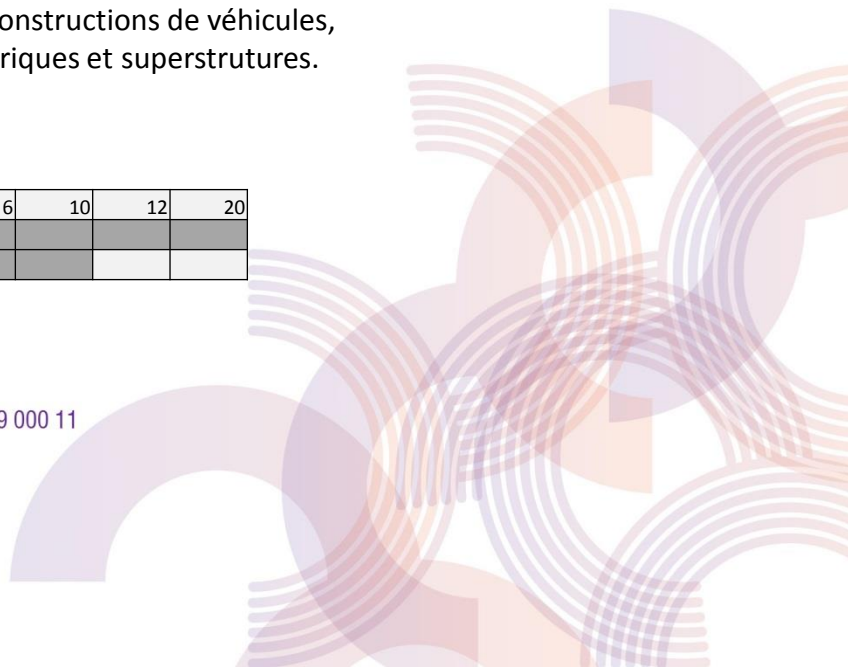 onstructions de véhicules,
riques et superstrutures.
6 10 12 20
9 000 11